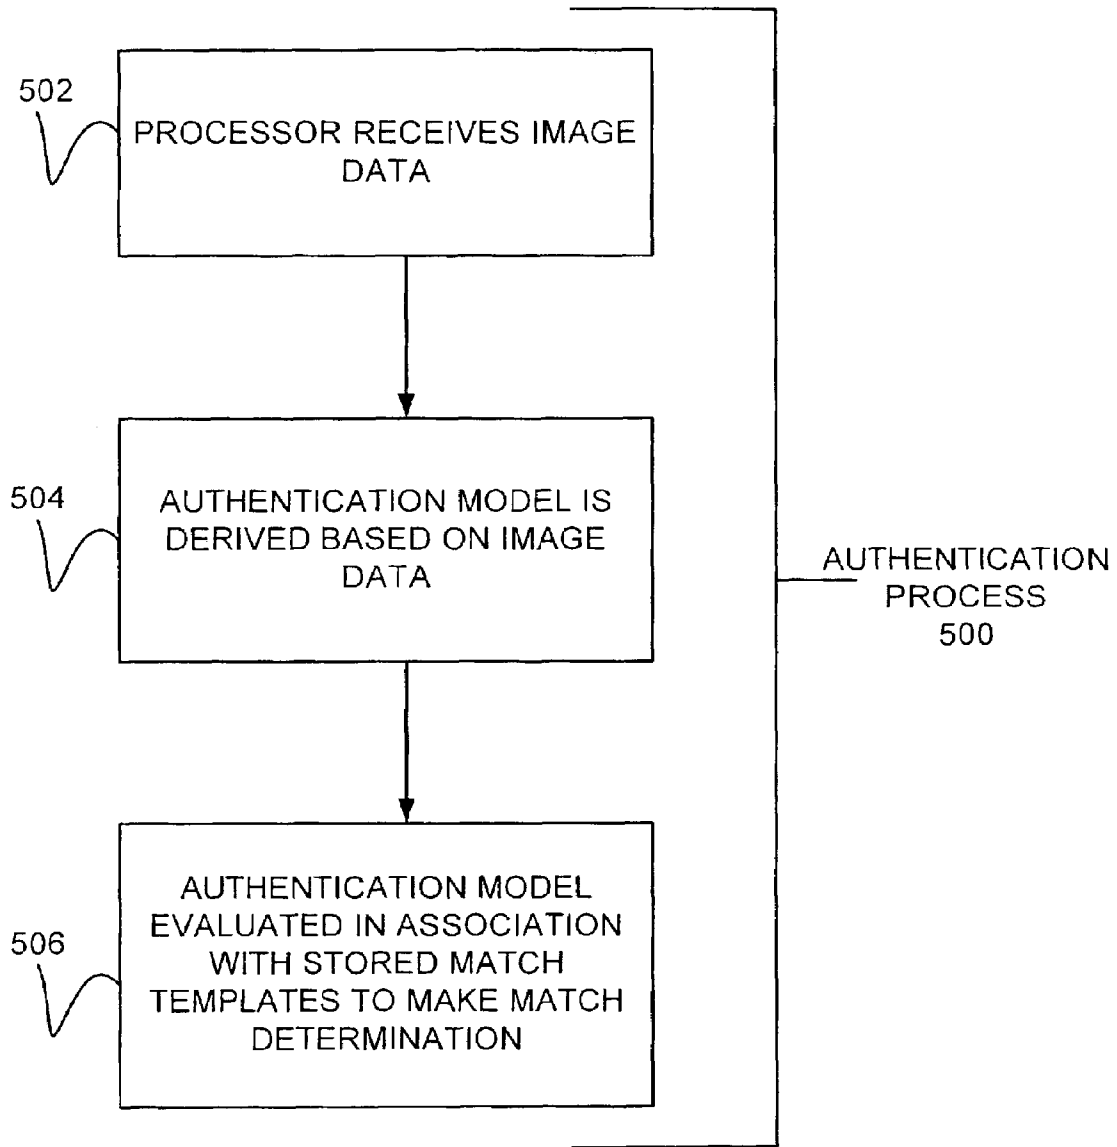 502
PROCESSOR RECEIVES IMAGE
DATA
504
AUTHENTICATION MODEL IS
DERIVED BASED ON IMAGE
DATA
AUTHENTICATION
PROCESS
500
506
AUTHENTICATION MODEL
EVALUATED IN ASSOCIATION
WITH STORED MATCH
TEMPLATES TO MAKE MATCH
DETERMINATION